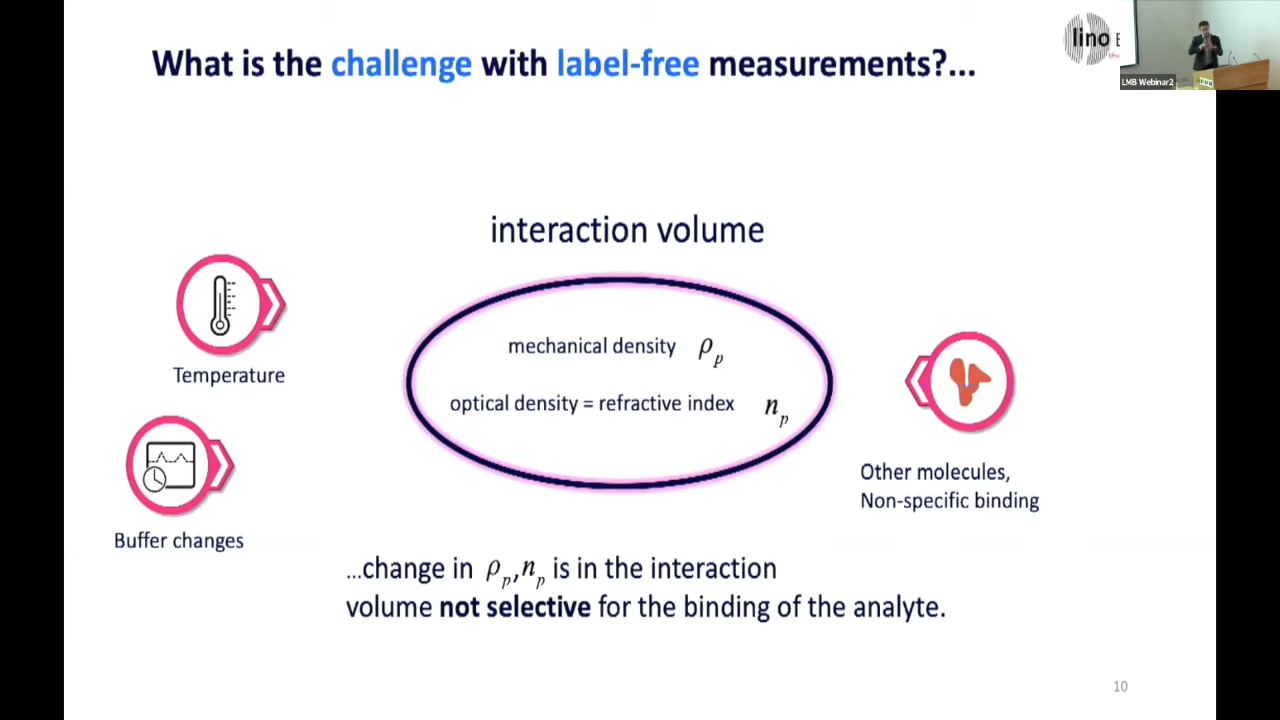 What is the challenge with label-free measurements?...
lino
LMB Webinar2
interaction volume
mechanical density ρp
optical density = refractive index np
Temperature
Buffer changes
Other molecules,
Non-specific binding
...change in ρp,np is in the interaction
volume not selective for the binding of the analyte.
10